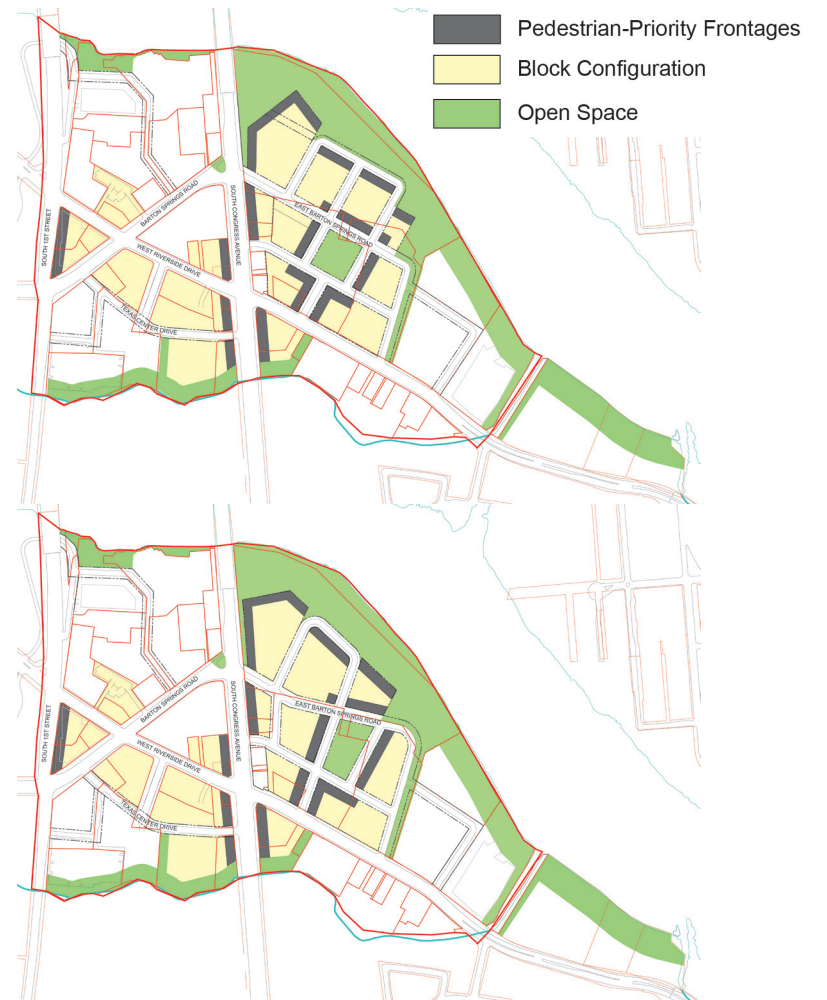 Pedestrian-Priority Frontages
Block Configuration
Open Space
SOUTH 1ST STREET
BARTON SPRINGS ROAD
SOUTH CONGRESS AVENUE
EAST BARTON SPRINGS ROAD
WEST RIVERSIDE DRIVE
TEXAS CENTER DRIVE
SOUTH 1ST STREET
BARTON SPRINGS ROAD
SOUTH CONGRESS AVENUE
EAST BARTON SPRINGS ROAD
WEST RIVERSIDE DRIVE
TEXAS CENTER DRIVE